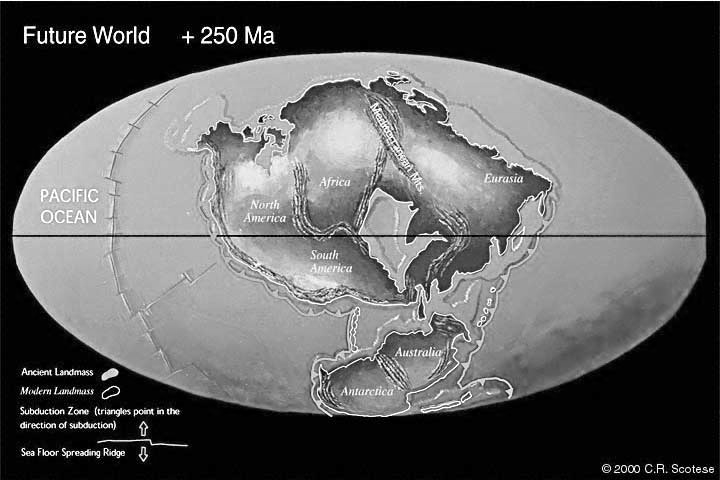 Future World + 250 Ma
Mediterranean Mts.
Eurasia
Africa
PACIFIC
OCEAN
North
America
South
America
Australia
Antarctica
Ancient Landmass
Modern Landmass
Subduction Zone (triangles point in the
direction of subduction)
Sea Floor Spreading Ridge
© 2000 C.R. Scotese